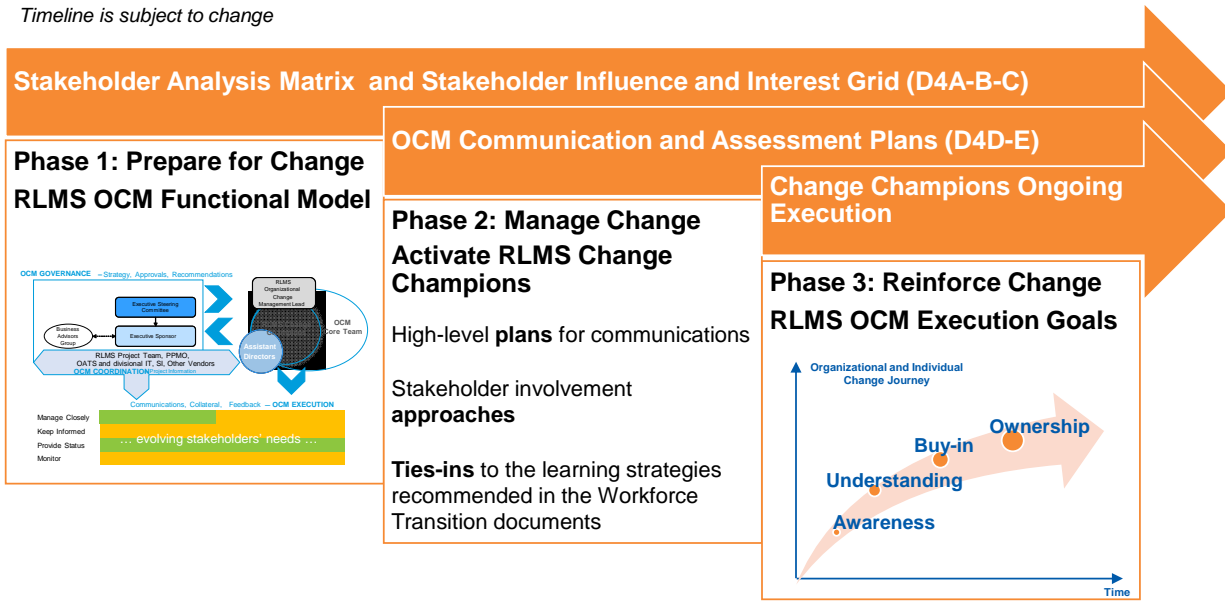 Timeline is subject to change
Stakeholder Analysis Matrix and Stakeholder Influence and Interest Grid (D4A-B-C)
OCM Communication and Assessment Plans (D4D-E)
Change Champions Ongoing
Execution
Phase 1: Prepare for Change
RLMS OCM Functional Model
OCM GOVERNANCE – Strategy, Approvals, Recommendations
Executive Steering
Committee
Business
Advisors
Group
Executive Sponsor
RLMS
Organizational
Change
Management Lead
OCM
Core Team
Assistant
Directors
RLMS Project Team, PPMO,
OATS and divisional IT, SI, Other Vendors
OCM COORDINATION Project Information
Communications, Collateral, Feedback – OCM EXECUTION
Manage Closely
Keep Informed
Provide Status
Monitor
… evolving stakeholders' needs …
Phase 2: Manage Change
Activate RLMS Change
Champions
High-level plans for communications
Stakeholder involvement
approaches
Ties-ins to the learning strategies
recommended in the Workforce
Transition documents
Phase 3: Reinforce Change
RLMS OCM Execution Goals
Organizational and Individual
Change Journey
Ownership
Buy-in
Understanding
Awareness
Time